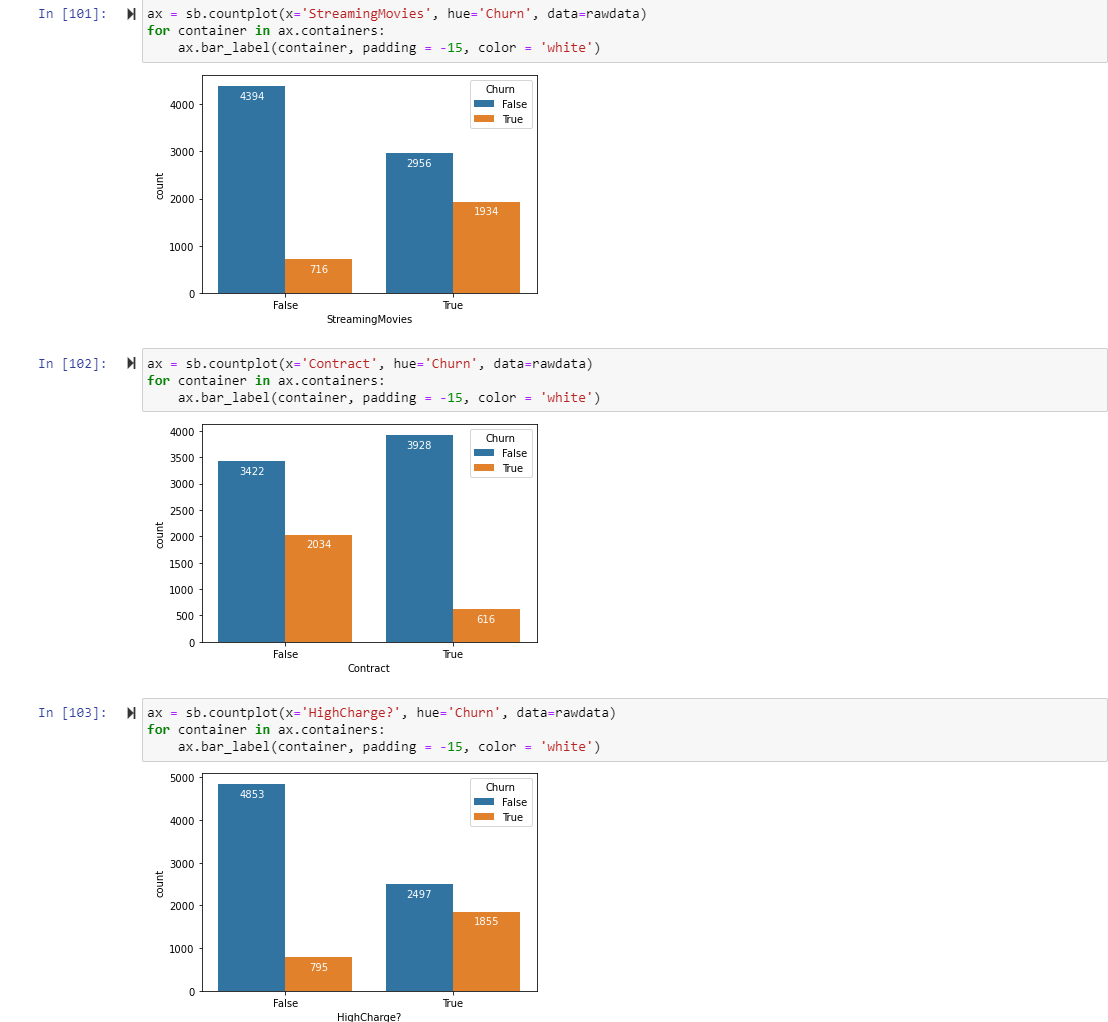 In [101]:
ax = sb.countplot(x='StreamingMovies', hue='Churn', data=rawdata)
for container in ax.containers:
    ax.bar_label(container, padding = -15, color = 'white')
Churn
False
True
4394
716
2956
1934
4000
3000
2000
1000
0
count
False
True
StreamingMovies
In [102]:
ax = sb.countplot(x='Contract', hue='Churn', data=rawdata)
for container in ax.containers:
    ax.bar_label(container, padding = -15, color = 'white')
Churn
False
True
3422
2034
3928
616
4000
3500
3000
2500
2000
1500
1000
500
0
count
False
True
Contract
In [103]:
ax = sb.countplot(x='HighCharge?', hue='Churn', data=rawdata)
for container in ax.containers:
    ax.bar_label(container, padding = -15, color = 'white')
Churn
False
True
4853
795
2497
1855
5000
4000
3000
2000
1000
0
count
False
True
HighCharge?